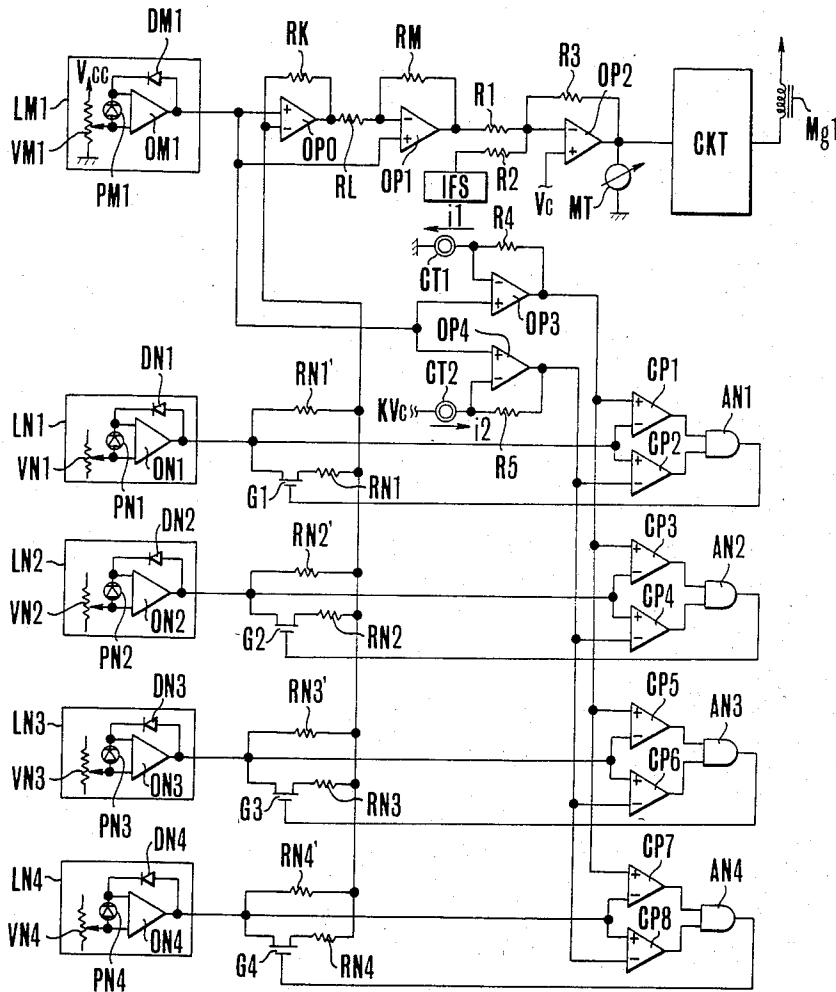 DM1
VCC
LM1
VM1
PM1
OM1
RK
OP0
RL
RM
OP1
R1
R2
IFS
R3
OP2
VC
MT
CKT
Mg1
i1
CT1
R4
OP3
OP4
CT2
KVC
i2
R5
DN1
LN1
VN1
PN1
ON1
RN1'
G1
RN1
CP1
CP2
AN1
DN2
LN2
VN2
PN2
ON2
RN2'
G2
RN2
CP3
CP4
AN2
DN3
LN3
VN3
PN3
ON3
RN3'
G3
RN3
CP5
CP6
AN3
DN4
LN4
VN4
PN4
ON4
RN4'
G4
RN4
CP7
CP8
AN4